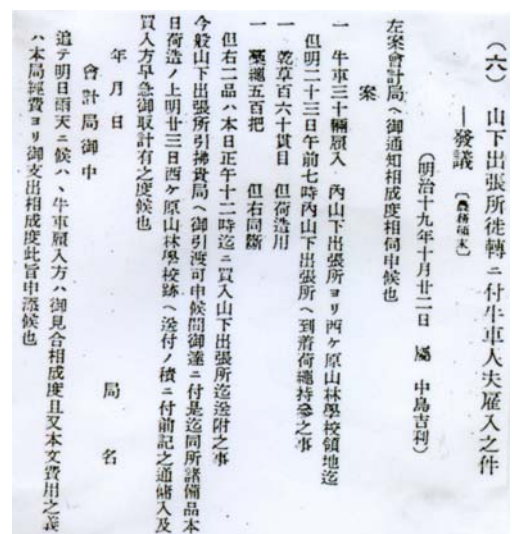 (六) 山下出張所徙轉ニ付牛車人夫雇入之件
―發議 〔農務顛末〕
(明治十九年十月廿二日 屬 中島吉利)
左案會計局ヘ御通知相成度相伺申候也
案
一 牛車三十輛雇入 內山下出張所ヨリ西ケ原山林學校領地迄
但明二十三日午前七時內山下出張所ヘ到着荷繩持參之事
一 乾草百六十貫目 但荷造用
一 藁繩五百把 但右同斷
但右二品ハ本日正午十二時迄ニ買入山下出張所迄送附之事
今般山下出張所引拂貴局ヘ御引渡可申候間御達ニ付是迄同所諸備品本
日荷造ノ上明廿三日西ケ原山林學校跡ヘ送付ノ積ニ付前記之通傭入及
買入方早急御取計有之度候也
年 月 日 局 名
會計局御中
追テ明日雨天ニ候ハヽ牛車雇入方ハ御見合相成度且又本文費用之義
ハ本局經費ヨリ御支出相成度此旨申添候也